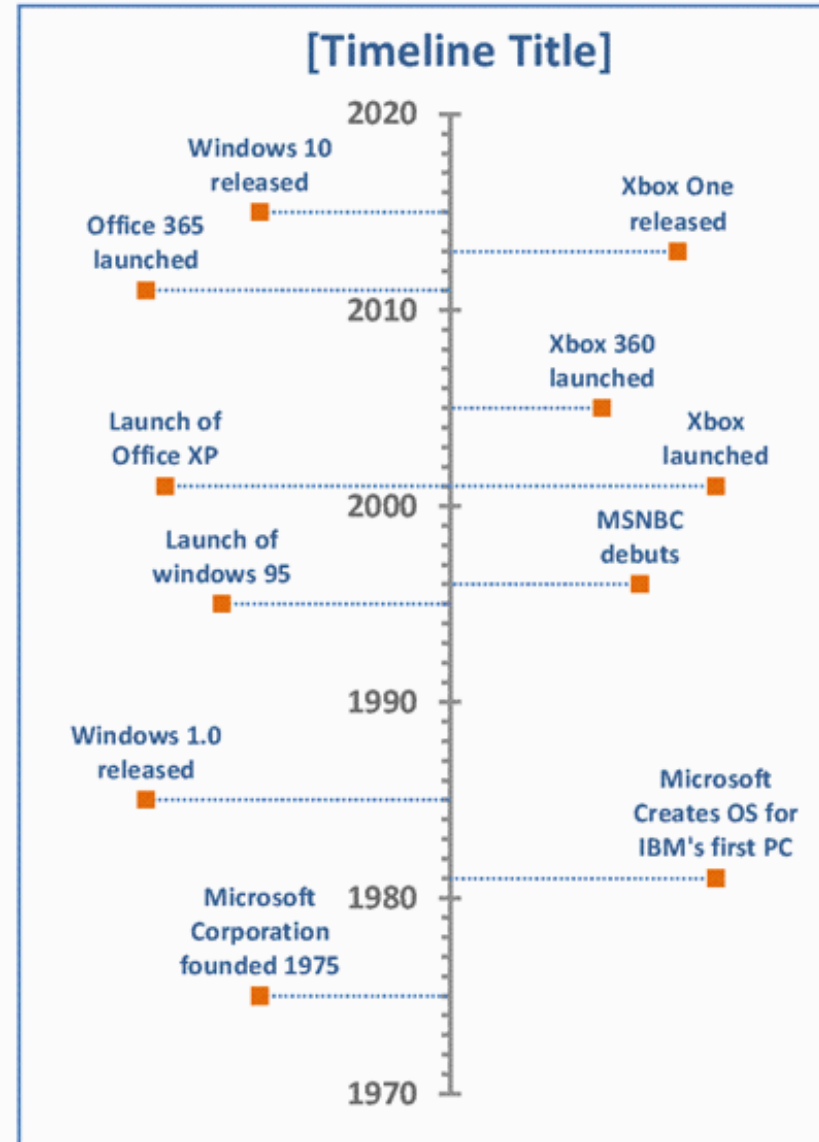 [Timeline Title]
2020
Windows 10
released
Xbox One
released
Office 365
launched
2010
Xbox 360
launched
Launch of
Office XP
Xbox
launched
2000
MSNBC
debuts
Launch of
windows 95
1990
Windows 1.0
released
Microsoft
Creates OS for
IBM's first PC
1980
Microsoft
Corporation
founded 1975
1970